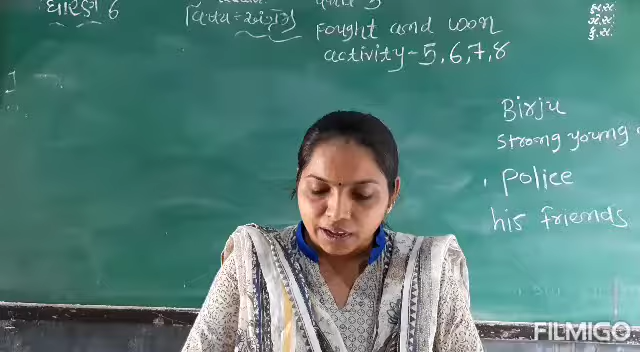 ધોરણ 6
વિષય:- અંગ્રેજી
Fought and won
activity - 5, 6, 7, 8
Birju
strong young
Police
his friends
FILMIGO